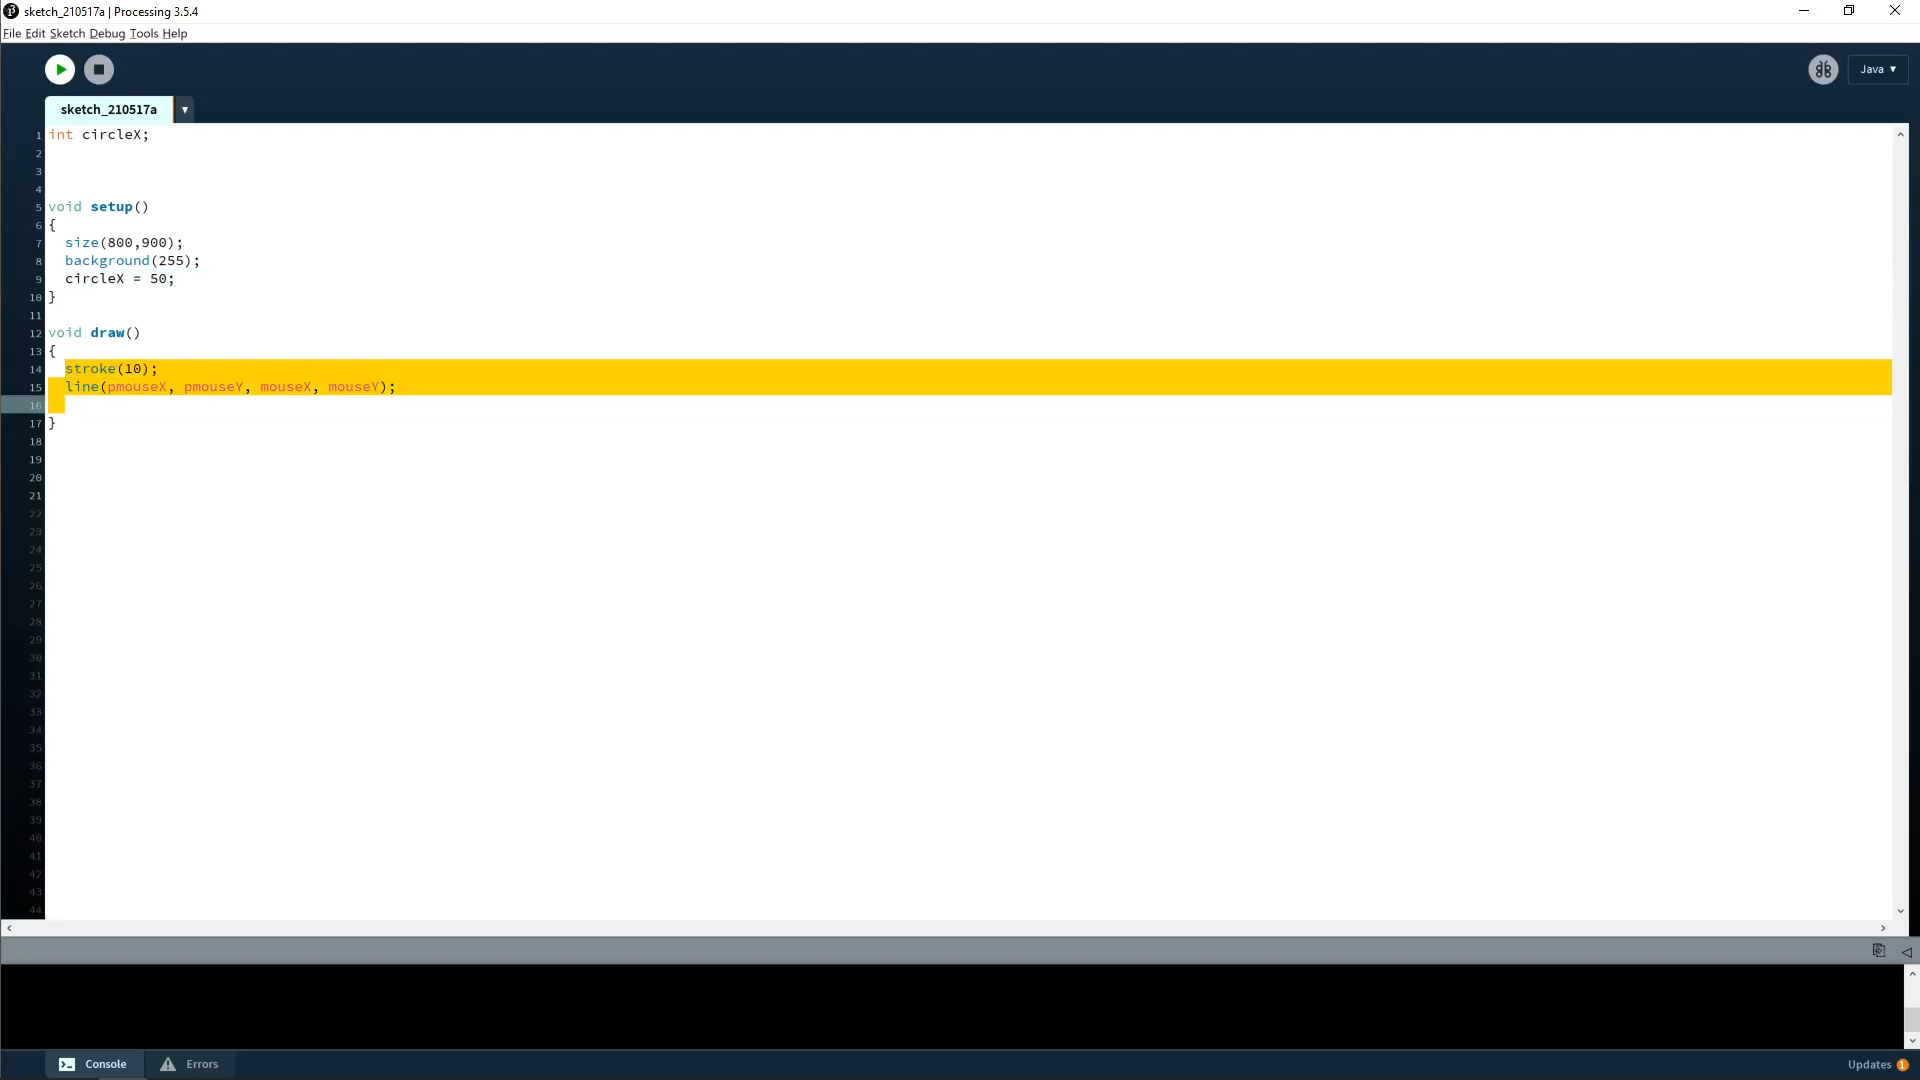 sketch_210517a | Processing 3.5.4
File Edit Sketch Debug Tools Help
Java ▼
sketch_210517a ▼
1 int circleX;
2
3
4
5 void setup()
6 {
7 size(800,900);
8 background(255);
9 circleX = 50;
10 }
11
12 void draw()
13 {
14 stroke(10);
15 line(pmouseX, pmouseY, mouseX, mouseY);
16
17 }
18
19
20
21
22
23
24
25
26
27
28
29
30
31
32
33
34
35
36
37
38
39
40
41
42
43
44
Console Errors Updates 1